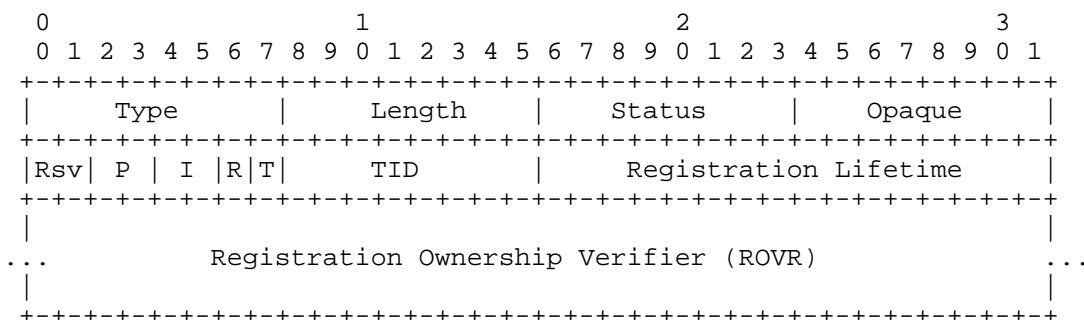 0                   1                   2                   3
 0 1 2 3 4 5 6 7 8 9 0 1 2 3 4 5 6 7 8 9 0 1 2 3 4 5 6 7 8 9 0 1
+-+-+-+-+-+-+-+-+-+-+-+-+-+-+-+-+-+-+-+-+-+-+-+-+-+-+-+-+-+-+-+-+
|     Type      |     Length    |    Status     |    Opaque     |
+-+-+-+-+-+-+-+-+-+-+-+-+-+-+-+-+-+-+-+-+-+-+-+-+-+-+-+-+-+-+-+-+
|Rsv| P | I |R|T|     TID       |     Registration Lifetime     |
+-+-+-+-+-+-+-+-+-+-+-+-+-+-+-+-+-+-+-+-+-+-+-+-+-+-+-+-+-+-+-+-+
|                                                               |
...          Registration Ownership Verifier (ROVR)           ...
|                                                               |
+-+-+-+-+-+-+-+-+-+-+-+-+-+-+-+-+-+-+-+-+-+-+-+-+-+-+-+-+-+-+-+-+